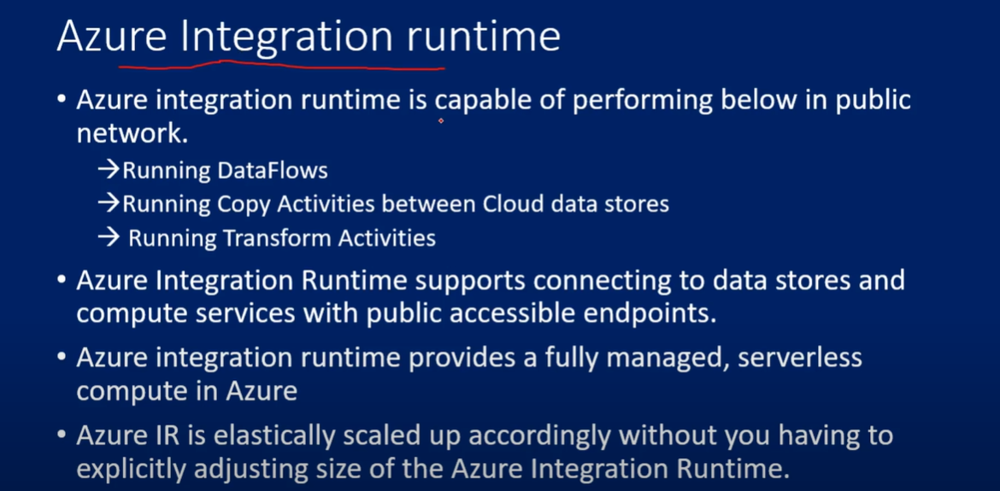 Azure Integration runtime
• Azure integration runtime is capable of performing below in public
network.
→Running DataFlows
→Running Copy Activities between Cloud data stores
→ Running Transform Activities
• Azure Integration Runtime supports connecting to data stores and
compute services with public accessible endpoints.
• Azure integration runtime provides a fully managed, serverless
compute in Azure
• Azure IR is elastically scaled up accordingly without you having to
explicitly adjusting size of the Azure Integration Runtime.